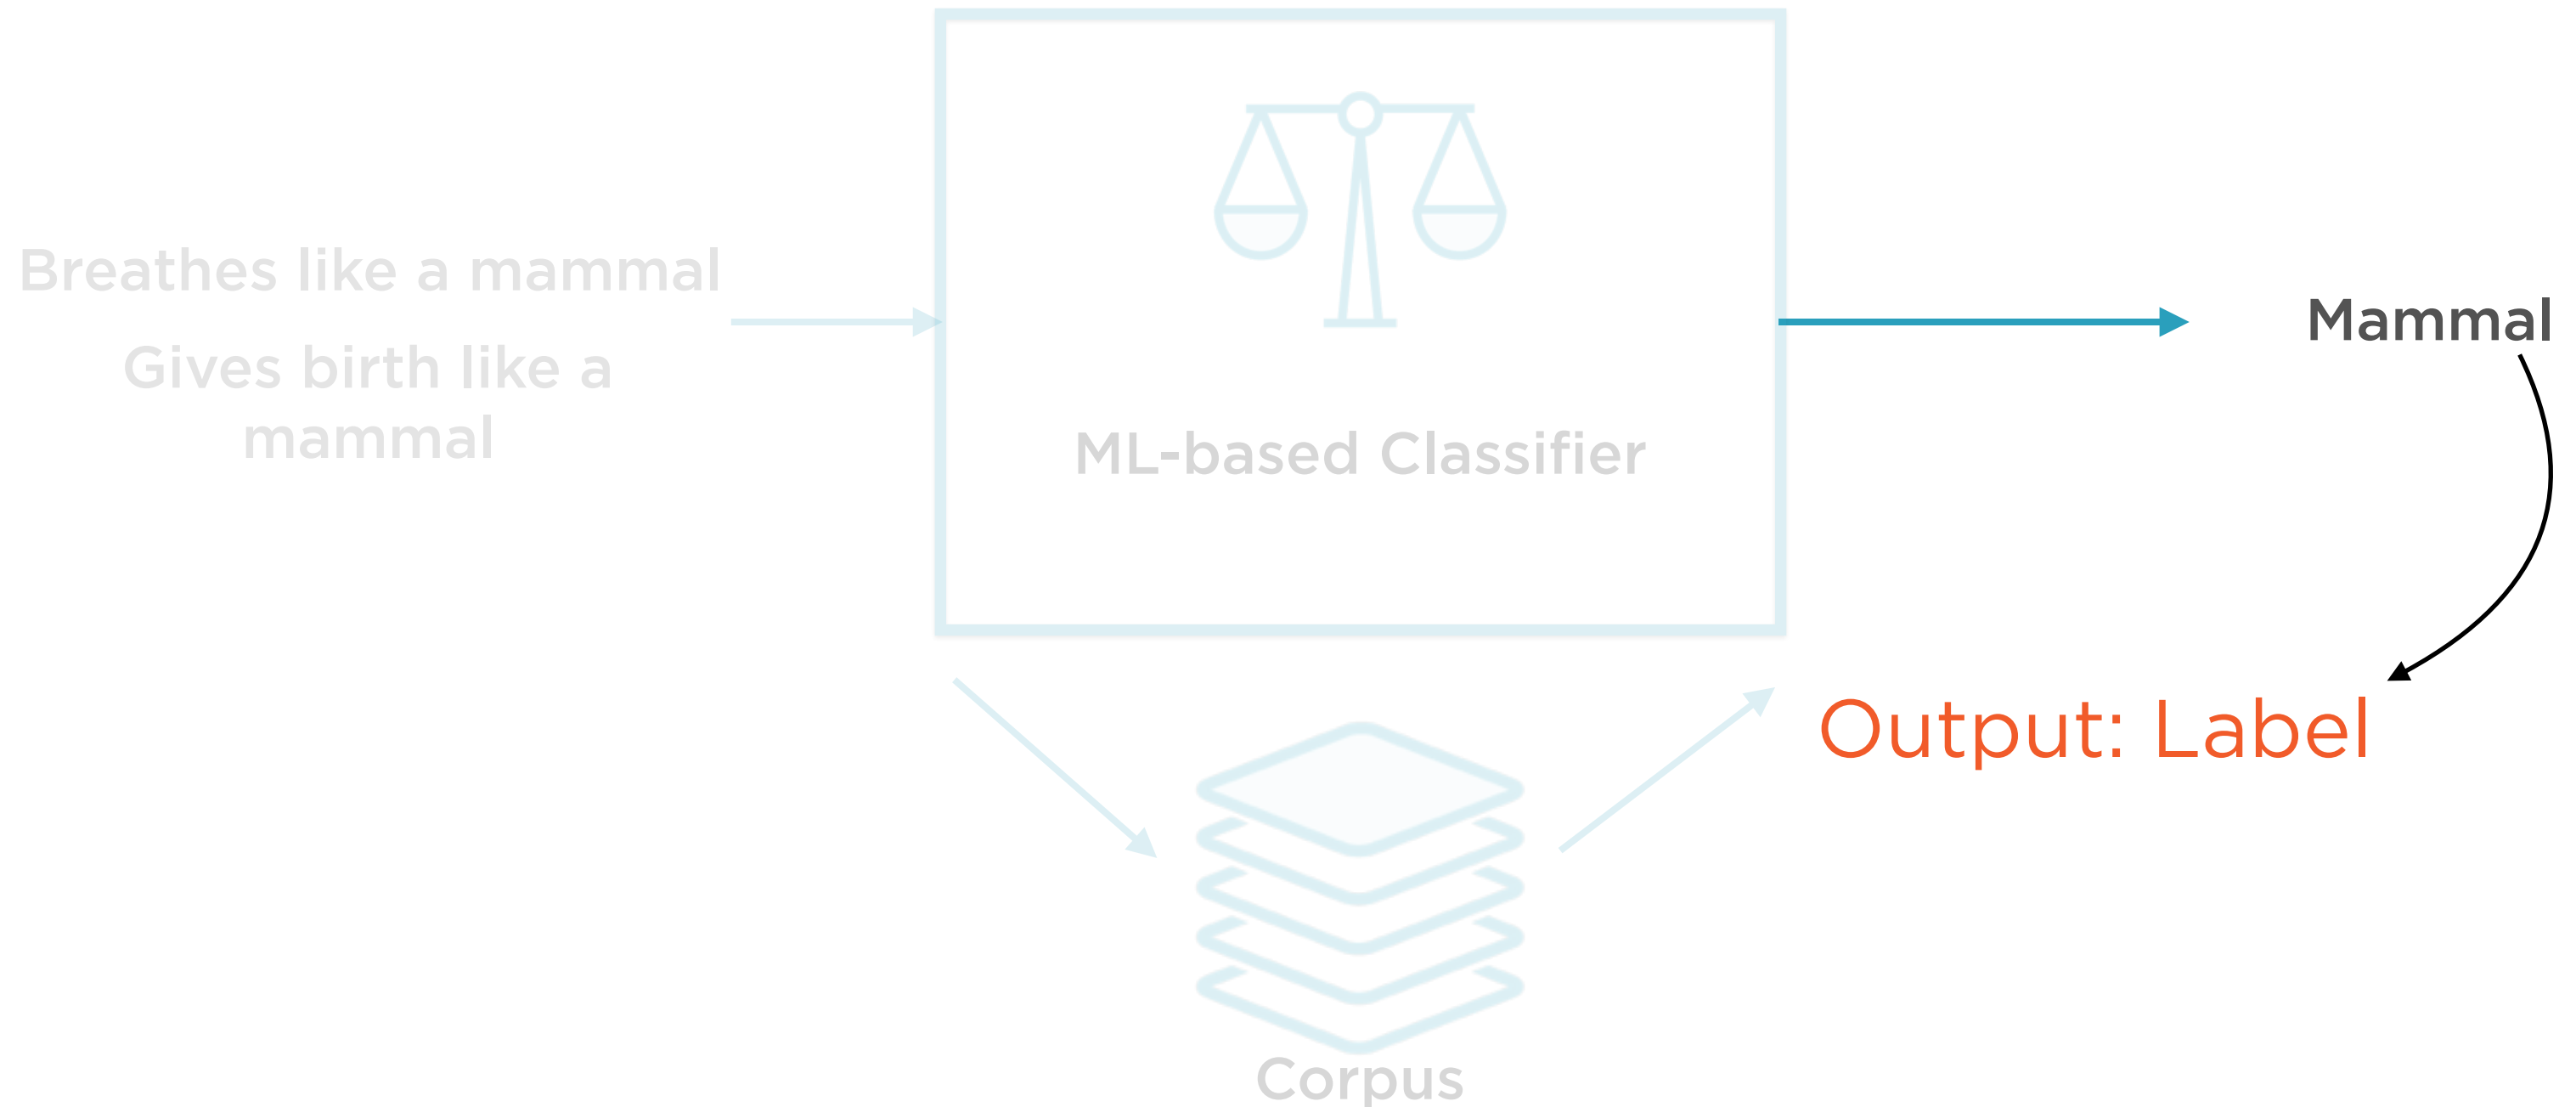 Breathes like a mammal
Gives birth like a
mammal
ML-based Classifier
Mammal
Output: Label
Corpus